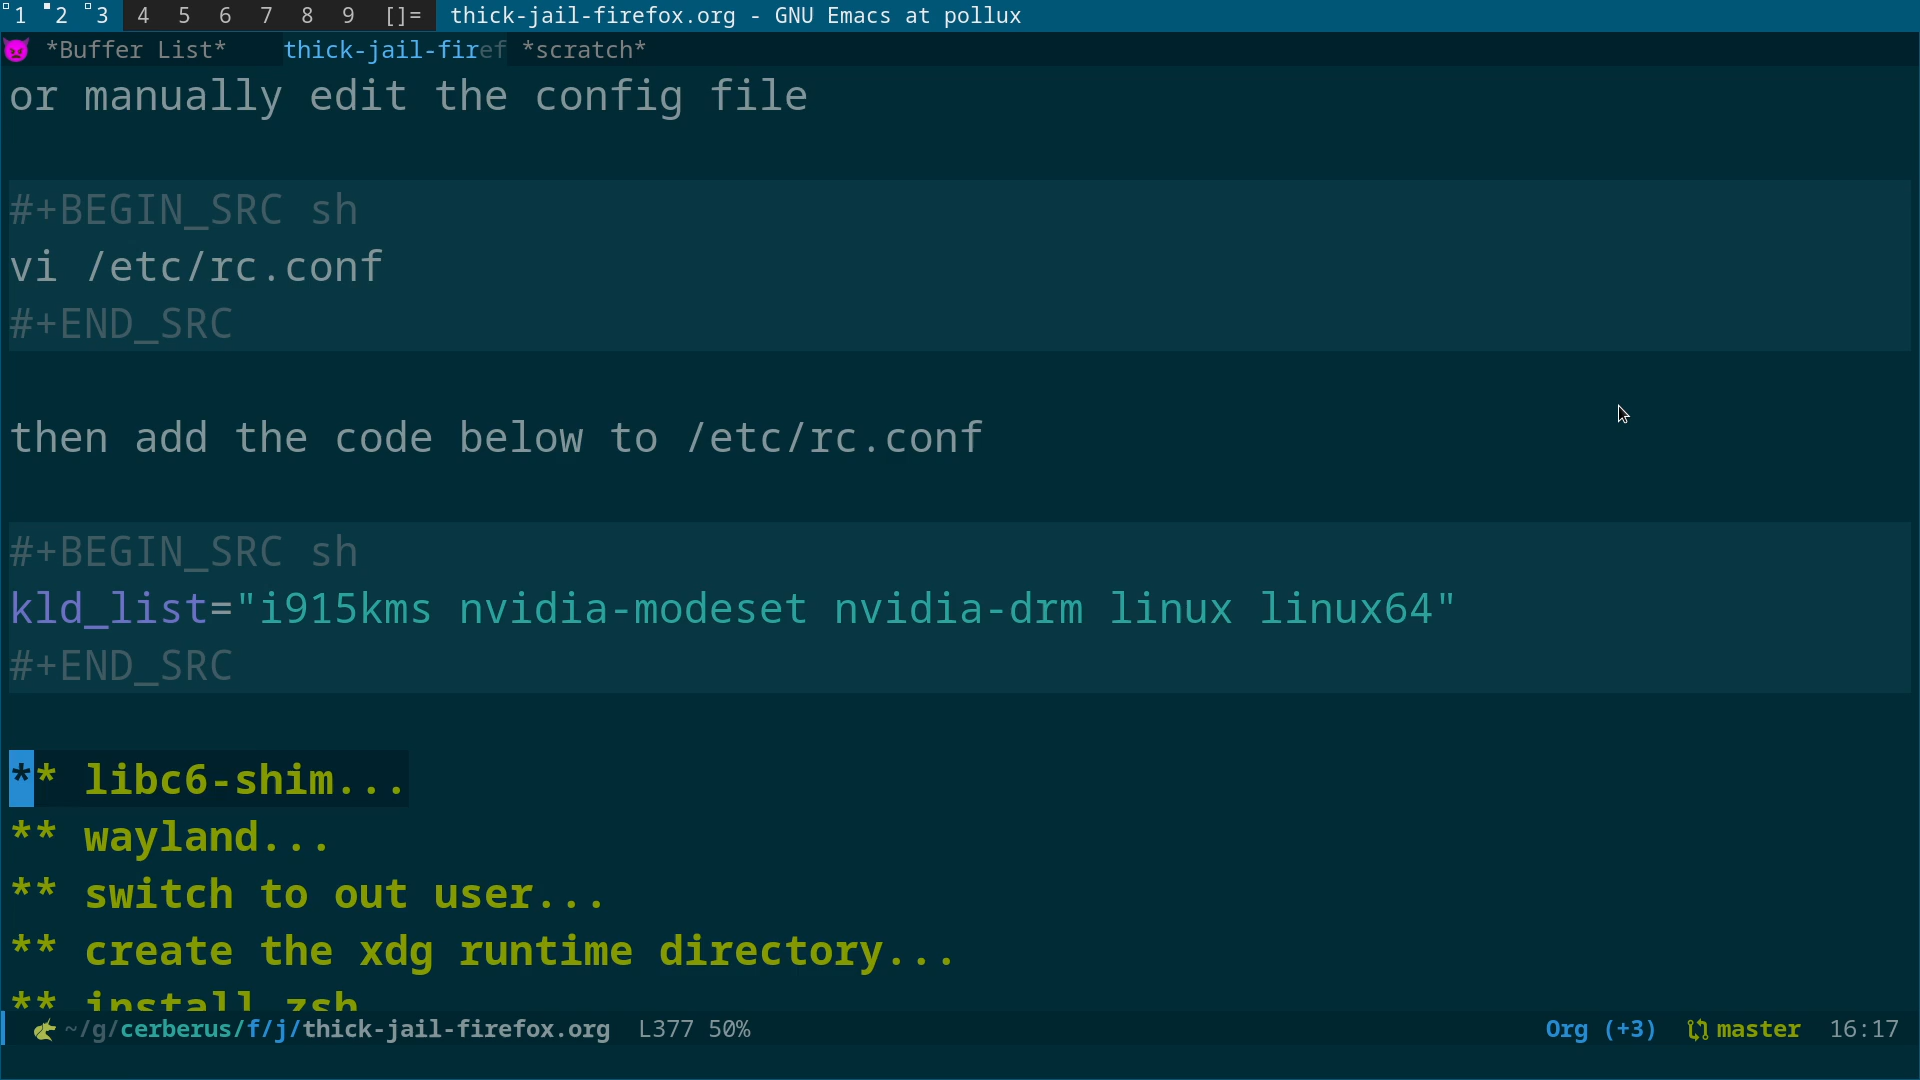 1 2 3 4 5 6 7 8 9 []= thick-jail-firefox.org - GNU Emacs at pollux
*Buffer List* thick-jail-firef *scratch*
or manually edit the config file
#+BEGIN_SRC sh
vi /etc/rc.conf
#+END_SRC
then add the code below to /etc/rc.conf
#+BEGIN_SRC sh
kld_list="i915kms nvidia-modeset nvidia-drm linux linux64"
#+END_SRC
** libc6-shim...
** wayland...
** switch to out user...
** create the xdg runtime directory...
** install zsh
~/g/cerberus/f/j/thick-jail-firefox.org L377 50% Org (+3) master 16:17